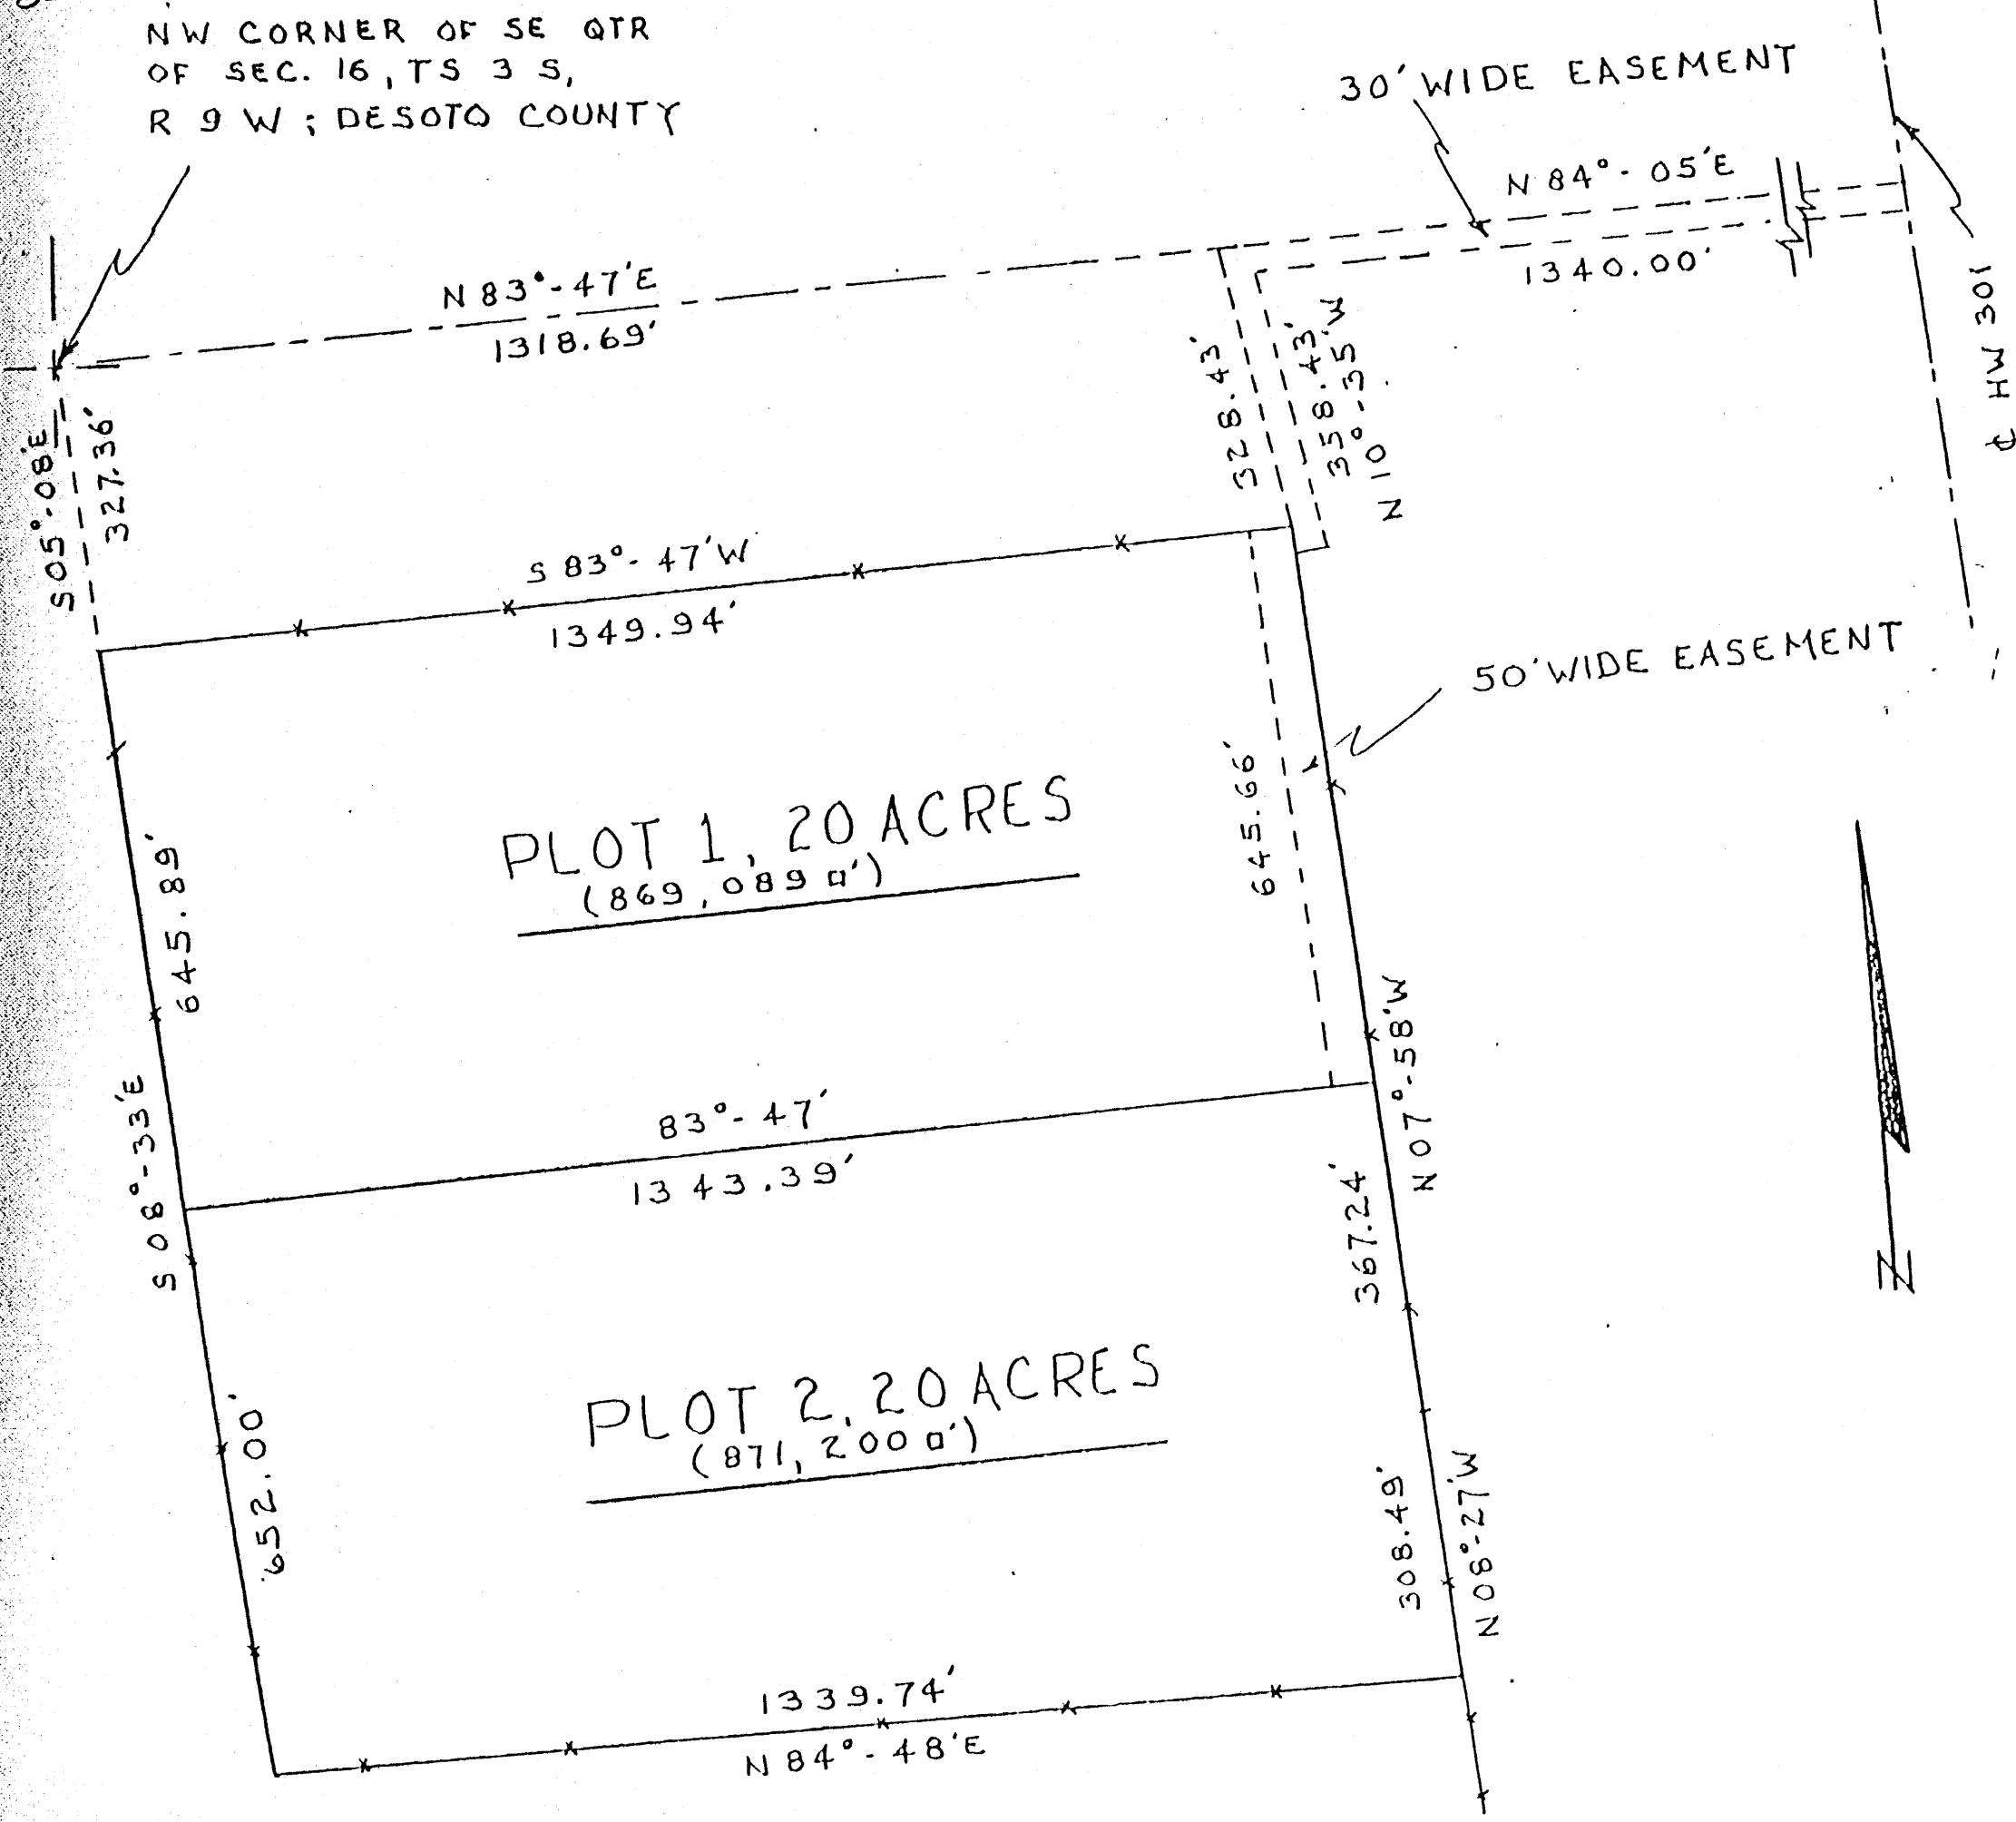 NW CORNER OF SE QTR
OF SEC. 16, TS 3 S,
R 9 W ; DESOTO COUNTY
30' WIDE EASEMENT
N 84°- 05'E
1340.00'
℄ HW 301
N 83°-47'E
1318.69'
S 05°-08'E
327.36'
328.43'
358.43'
N 10°-35'W
S 83°- 47'W
1349.94'
50' WIDE EASEMENT
645.66'
PLOT 1, 20 ACRES
(869,089 □')
645.89'
S 08°-33'E
83°- 47'
1343.39'
N 07°-58'W
367.24'
PLOT 2, 20 ACRES
(871,200 □')
652.00'
308.49'
N 08°-27'W
1339.74'
N 84°- 48'E
N